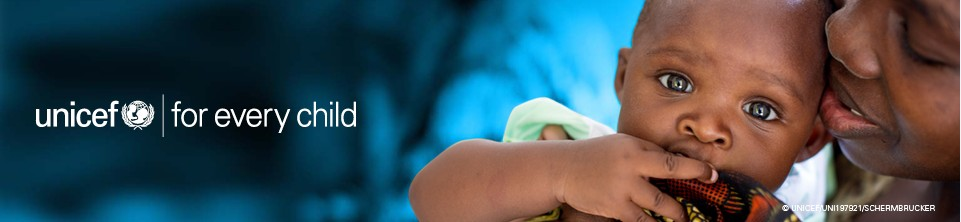 unicef for every child
© UNICEF/UNI197921/SCHERMBRUCKER